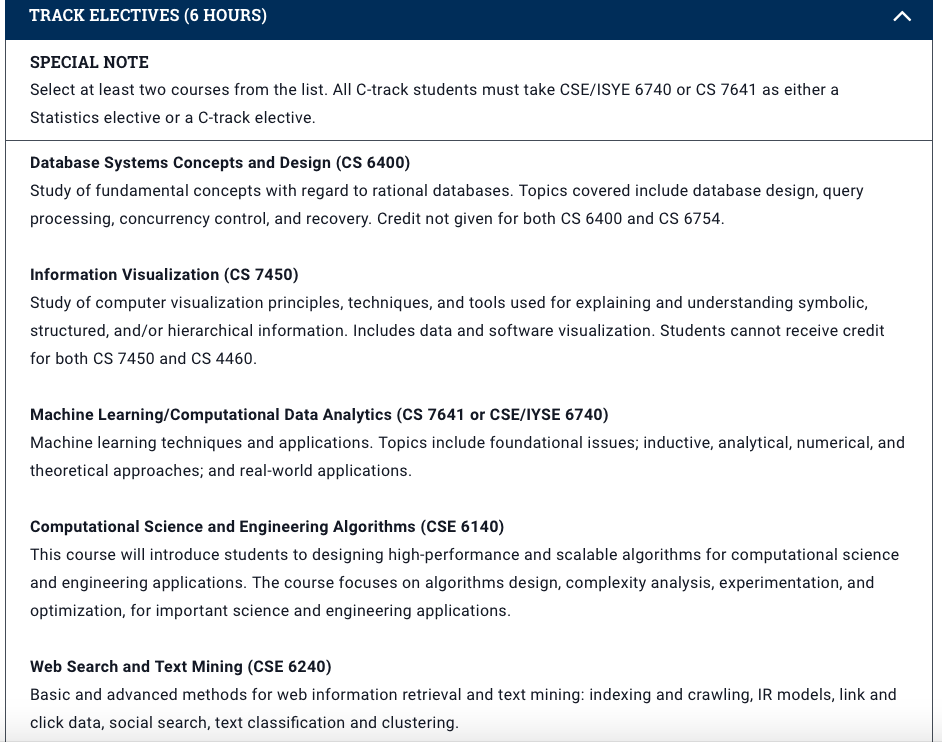 TRACK ELECTIVES (6 HOURS)
SPECIAL NOTE
Select at least two courses from the list. All C-track students must take CSE/ISYE 6740 or CS 7641 as either a
Statistics elective or a C-track elective.
Database Systems Concepts and Design (CS 6400)
Study of fundamental concepts with regard to rational databases. Topics covered include database design, query
processing, concurrency control, and recovery. Credit not given for both CS 6400 and CS 6754.
Information Visualization (CS 7450)
Study of computer visualization principles, techniques, and tools used for explaining and understanding symbolic,
structured, and/or hierarchical information. Includes data and software visualization. Students cannot receive credit
for both CS 7450 and CS 4460.
Machine Learning/Computational Data Analytics (CS 7641 or CSE/IYSE 6740)
Machine learning techniques and applications. Topics include foundational issues; inductive, analytical, numerical, and
theoretical approaches; and real-world applications.
Computational Science and Engineering Algorithms (CSE 6140)
This course will introduce students to designing high-performance and scalable algorithms for computational science
and engineering applications. The course focuses on algorithms design, complexity analysis, experimentation, and
optimization, for important science and engineering applications.
Web Search and Text Mining (CSE 6240)
Basic and advanced methods for web information retrieval and text mining: indexing and crawling, IR models, link and
click data, social search, text classification and clustering.